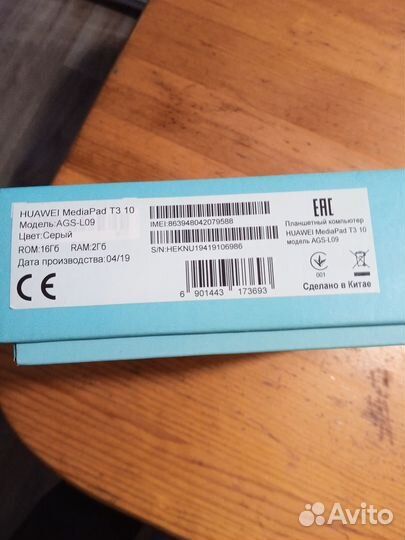 HUAWEI MediaPad T3 10
Модель:AGS-L09
Цвет:Серый
ROM:16Гб RAM:2Гб
Дата производства:04/19
CE
IMEI:863948042079588
S/N:HEKNU19419106986
6 901443 173693
EAC
Планшетный компьютер
HUAWEI MediaPad T3 10
модель AGS-L09
001
Сделано в Китае
Avito